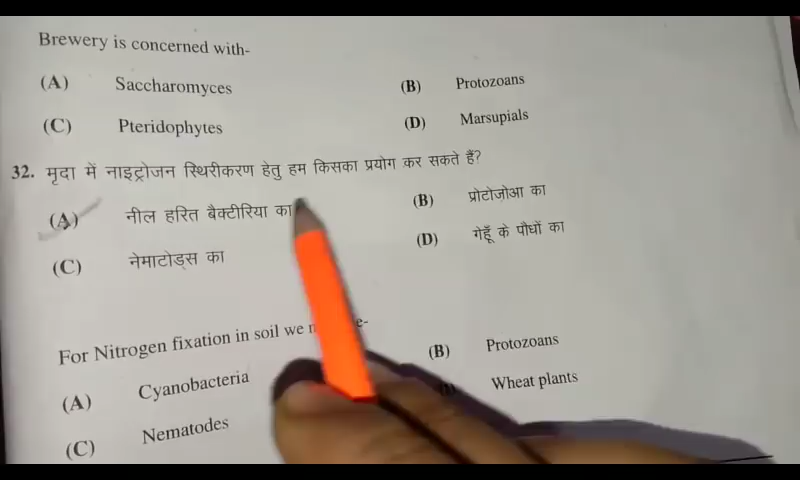 Brewery is concerned with-
(A) Saccharomyces (B) Protozoans
(C) Pteridophytes (D) Marsupials
32. मृदा में नाइट्रोजन स्थिरीकरण हेतु हम किसका प्रयोग कर सकते हैं?
(A) नील हरित बैक्टीरिया का (B) प्रोटोज़ोआ का
(C) नेमाटोड्स का (D) गेहूँ के पौधों का
For Nitrogen fixation in soil we
(A) Cyanobacteria (B) Protozoans
(C) Nematodes Wheat plants